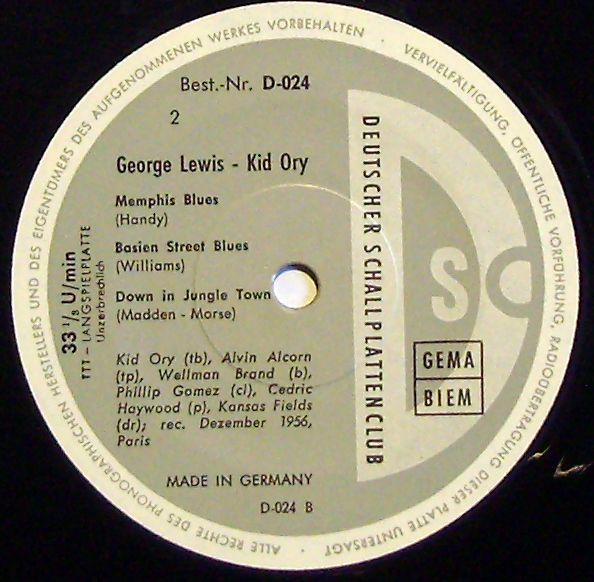 ALLE RECHTE DES PHONOGRAPHISCHEN HERSTELLERS UND DES EIGENTÜMERS DES AUFGENOMMENEN WERKES VORBEHALTEN · VERVIELFÄLTIGUNG, ÖFFENTLICHE VORFÜHRUNG, RADIOÜBERTRAGUNG DIESER PLATTE UNTERSAGT ·
Best.-Nr. D-024
2
George Lewis - Kid Ory
Memphis Blues
(Handy)
Basien Street Blues
(Williams)
Down in Jungle Town
(Madden - Morse)
Kid Ory (tb), Alvin Alcorn
(tp), Wellman Brand (b),
Phillip Gomez (cl), Cedric
Haywood (p), Kansas Fields
(dr); rec. Dezember 1956,
Paris
MADE IN GERMANY
D-024 B
33 1/3 U/min
TTT – LANGSPIELPLATTE
Unzerbrechlich
DEUTSCHER SCHALLPLATTENCLUB
D S C
GEMA
BIEM